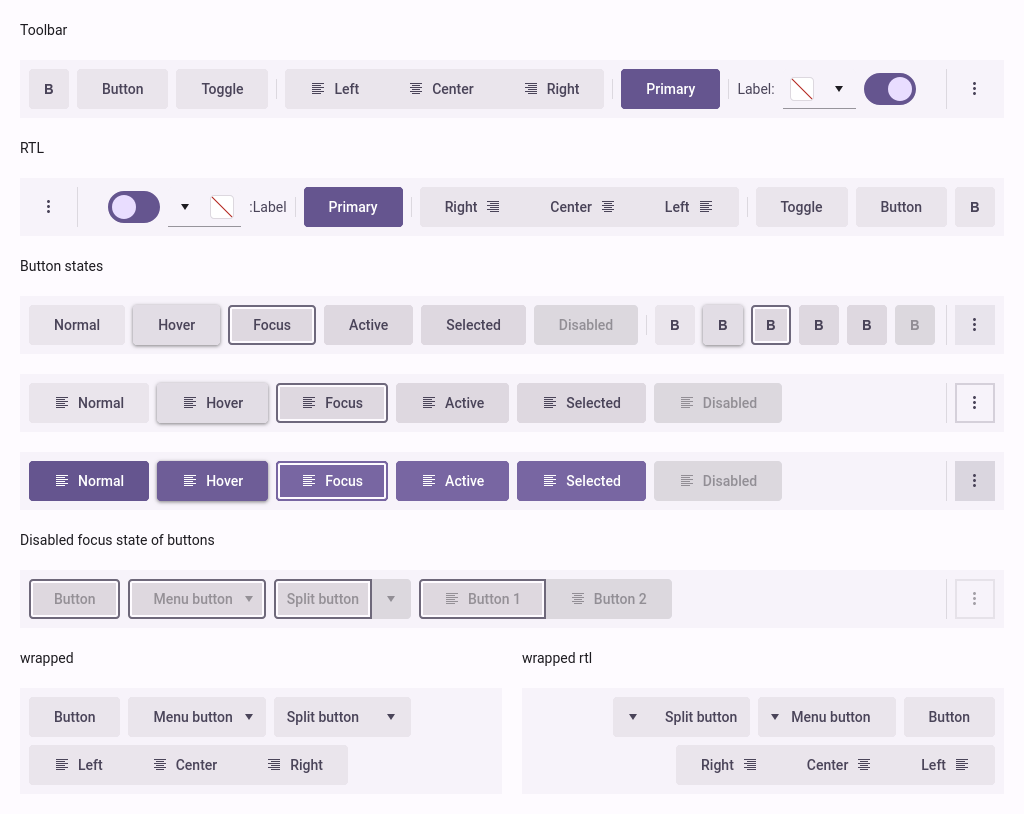 Toolbar
B Button Toggle Left Center Right Primary Label:
RTL
:Label Primary Right Center Left Toggle Button B
Button states
Normal Hover Focus Active Selected Disabled B B B B B B
Normal Hover Focus Active Selected Disabled
Normal Hover Focus Active Selected Disabled
Disabled focus state of buttons
Button Menu button Split button Button 1 Button 2
wrapped
Button Menu button Split button
Left Center Right
wrapped rtl
Split button Menu button Button
Right Center Left